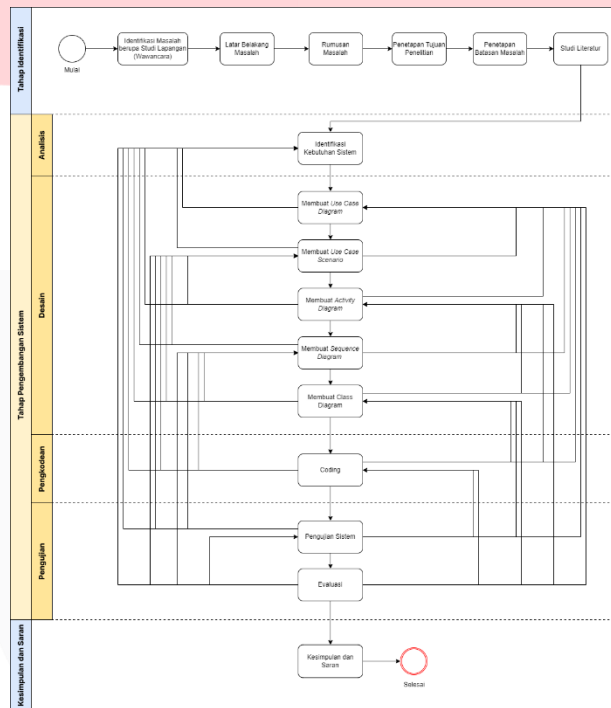 Tahap Identifikasi
Mulai
Identifikasi Masalah
berupa Studi Lapangan
(Wawancara)
Latar Belakang
Masalah
Rumusan
Masalah
Penetapan Tujuan
Penelitian
Penetapan
Batasan Masalah
Studi Literatur
Tahap Pengembangan Sistem
Analisis
Identifikasi
Kebutuhan Sistem
Desain
Membuat Use Case
Diagram
Membuat Use Case
Scenario
Membuat Activity
Diagram
Membuat Sequence
Diagram
Membuat Class
Diagram
Pengkodean
Coding
Pengujian
Pengujian Sistem
Evaluasi
Kesimpulan dan Saran
Kesimpulan dan
Saran
Selesai